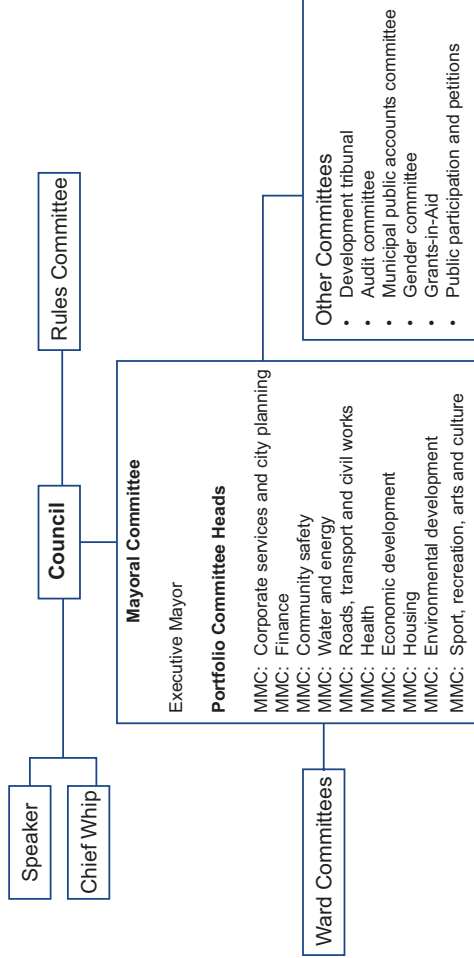 Speaker
Chief Whip
Council
Rules Committee
Mayoral Committee
Executive Mayor
Portfolio Committee Heads
MMC: Corporate services and city planning
MMC: Finance
MMC: Community safety
MMC: Water and energy
MMC: Roads, transport and civil works
MMC: Health
MMC: Economic development
MMC: Housing
MMC: Environmental development
MMC: Sport, recreation, arts and culture
Ward Committees
Other Committees
• Development tribunal
• Audit committee
• Municipal public accounts committee
• Gender committee
• Grants-in-Aid
• Public participation and petitions